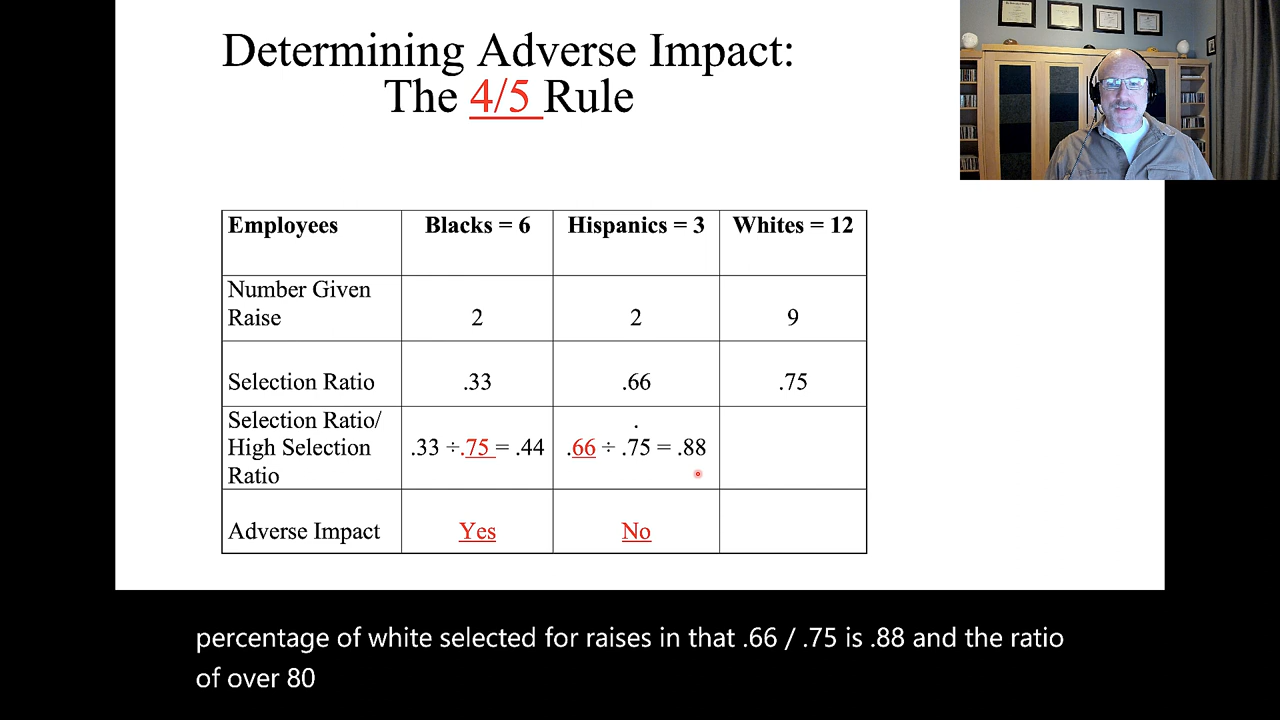 Determining Adverse Impact:
The 4/5 Rule
Employees Blacks = 6 Hispanics = 3 Whites = 12
Number Given
Raise 2 2 9
Selection Ratio .33 .66 .75
Selection Ratio/ .
High Selection .33 ÷.75 = .44 .66 ÷ .75 = .88
Ratio
Adverse Impact Yes No
percentage of white selected for raises in that .66 / .75 is .88 and the ratio
of over 80